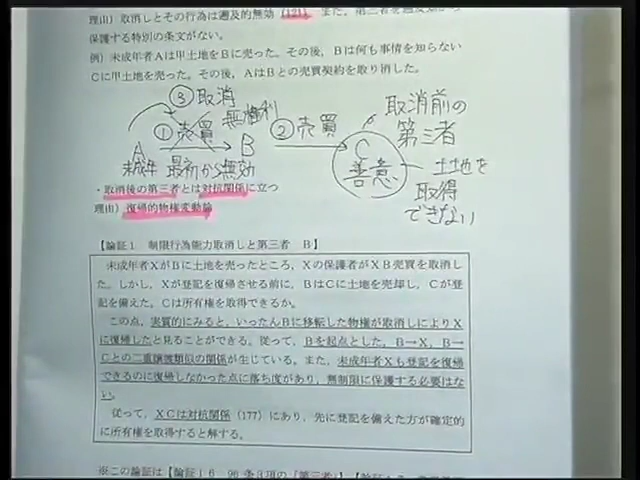 理由)取消しとその行為は遡及的無効(121)。また、第三者を
保護する特別の条文がない。
例)未成年者Aは甲土地をBに売った。その後、Bは何も事情を知らない
Cに甲土地を売った。その後、AはBとの売買契約を取り消した。
③取消
無権利
取消前の
第三者
①売買
②売買
A
B
C
善意
未成年
最初から無効
土地を
取得
できない
・取消後の第三者とは対抗関係に立つ
理由)復帰的物権変動論
【論証1 制限行為能力取消しと第三者 B】
未成年者XがBに土地を売ったところ、Xの保護者がXB売買を取消し
た。しかし、Xが登記を復帰させる前に、BはCに土地を売却し、Cが登
記を備えた。Cは所有権を取得できるか。
この点、実質的にみると、いったんBに移転した物権が取消しによりX
に復帰したと見ることができる。従って、Bを起点とした、B→X、B→
Cとの二重譲渡類似の関係が生じている。また、未成年者Xも登記を復帰
できるのに復帰しなかった点に落ち度があり、無制限に保護する必要はな
い。
従って、XCは対抗関係(177)にあり、先に登記を備えた方が確定的
に所有権を取得すると解する。
※この論証は【論証16 96条3項の「第三者」】